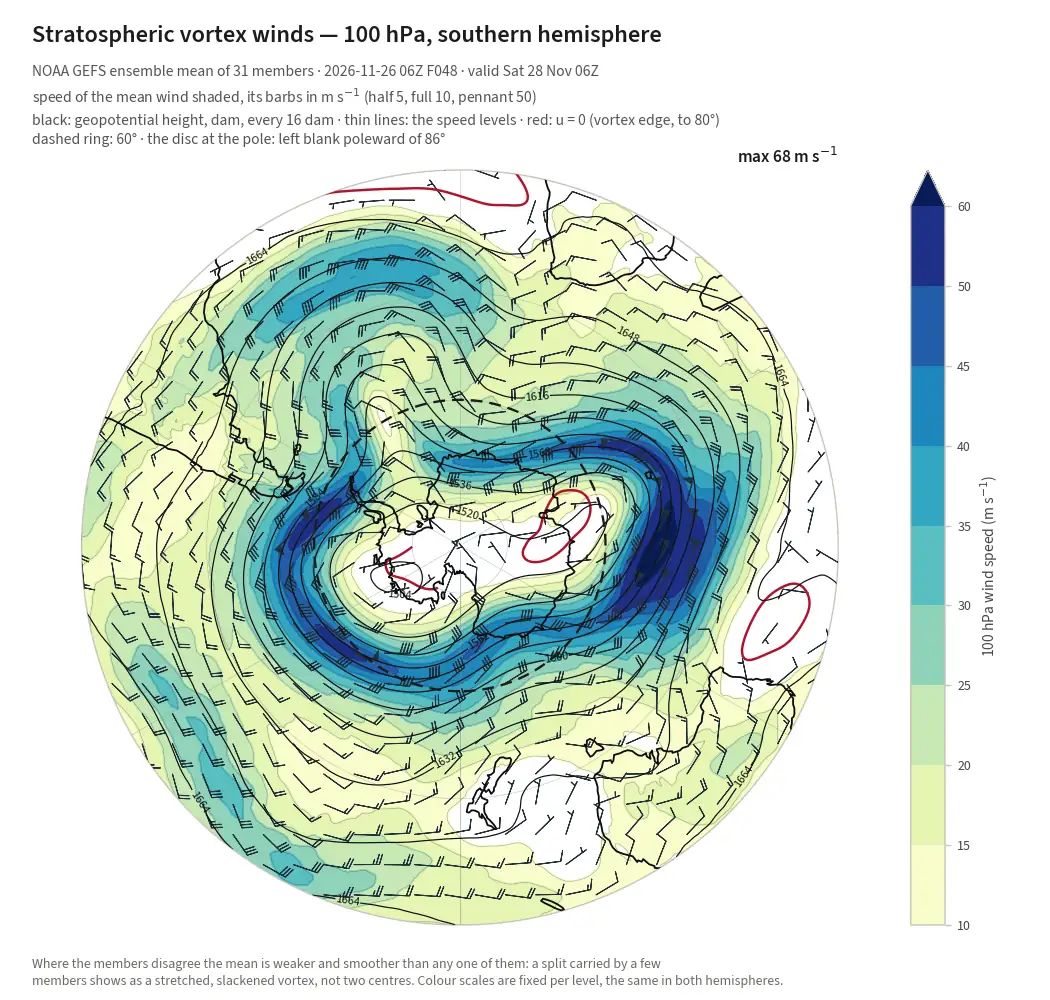 Stratospheric vortex winds — 100 hPa, southern hemisphere
NOAA GEFS ensemble mean of 31 members · 2026-11-26 06Z F048 · valid Sat 28 Nov 06Z
speed of the mean wind shaded, its barbs in m s⁻¹ (half 5, full 10, pennant 50)
black: geopotential height, dam, every 16 dam · thin lines: the speed levels · red: u = 0 (vortex edge, to 80°)
dashed ring: 60° · the disc at the pole: left blank poleward of 86°
max 68 m s⁻¹
60
50
45
40
35
30
25
20
15
10
100 hPa wind speed (m s⁻¹)
1664
1648
1664
1616
1536
1520
1504
1632
1664
1664
1664
Where the members disagree the mean is weaker and smoother than any one of them: a split carried by a few
members shows as a stretched, slackened vortex, not two centres. Colour scales are fixed per level, the same in both hemispheres.